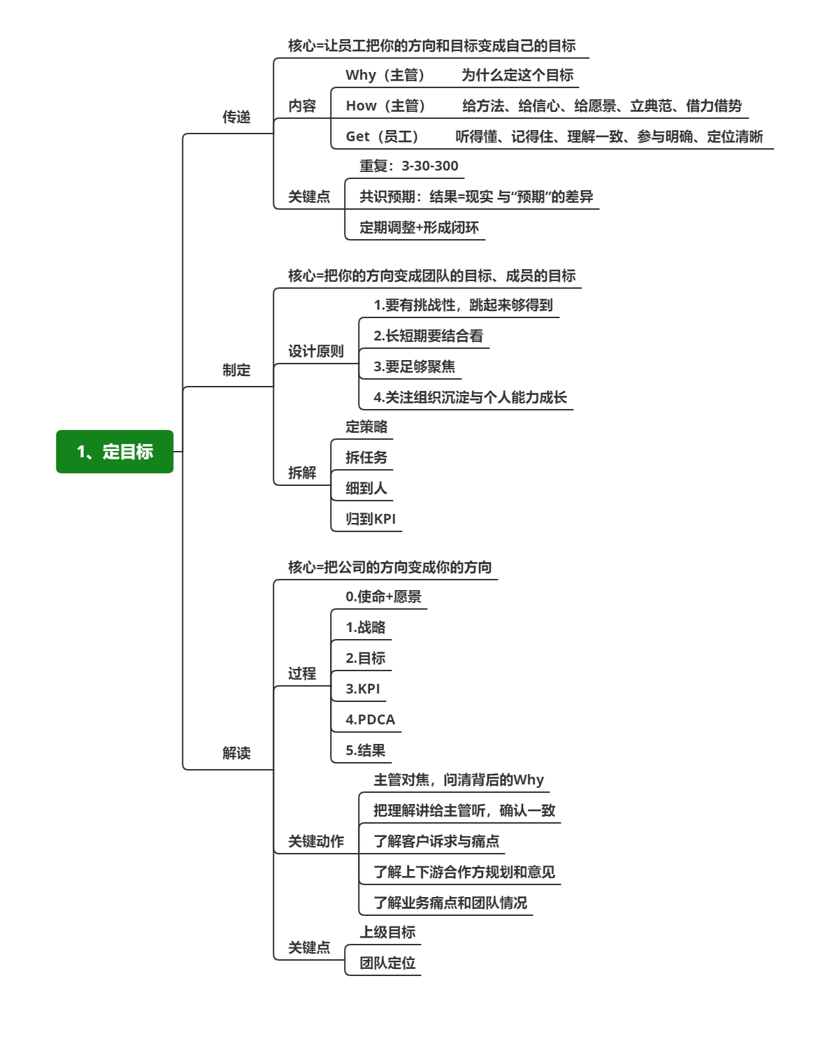 核心=让员工把你的方向和目标变成自己的目标
Why（主管） 为什么定这个目标
传递
内容
How（主管） 给方法、给信心、给愿景、立典范、借力借势
Get（员工） 听得懂、记得住、理解一致、参与明确、定位清晰
重复：3-30-300
关键点
共识预期：结果=现实 与“预期”的差异
定期调整+形成闭环
核心=把你的方向变成团队的目标、成员的目标
1.要有挑战性，跳起来够得到
2.长短期要结合看
设计原则
制定
3.要足够聚焦
4.关注组织沉淀与个人能力成长
定策略
1、定目标
拆任务
拆解
细到人
归到KPI
核心=把公司的方向变成你的方向
0.使命+愿景
1.战略
2.目标
过程
3.KPI
4.PDCA
5.结果
解读
主管对焦，问清背后的Why
把理解讲给主管听，确认一致
关键动作
了解客户诉求与痛点
了解上下游合作方规划和意见
了解业务痛点和团队情况
上级目标
关键点
团队定位